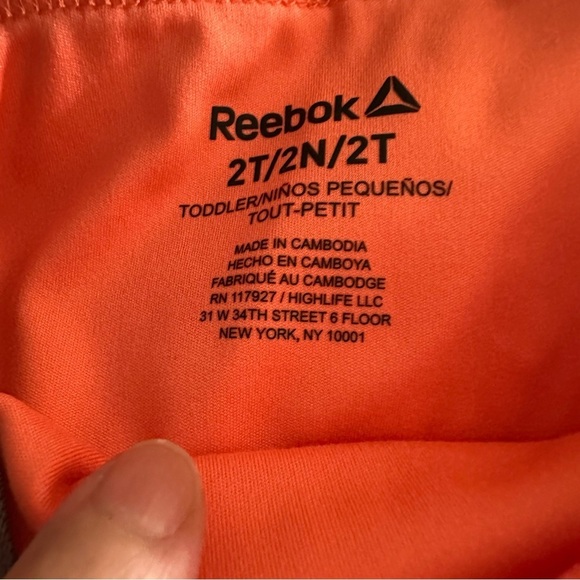 Reebok
2T/2N/2T
TODDLER/NIÑOS PEQUEÑOS/
TOUT-PETIT
MADE IN CAMBODIA
HECHO EN CAMBOYA
FABRIQUÉ AU CAMBODGE
RN 117927 / HIGHLIFE LLC
31 W 34TH STREET 6 FLOOR
NEW YORK, NY 10001